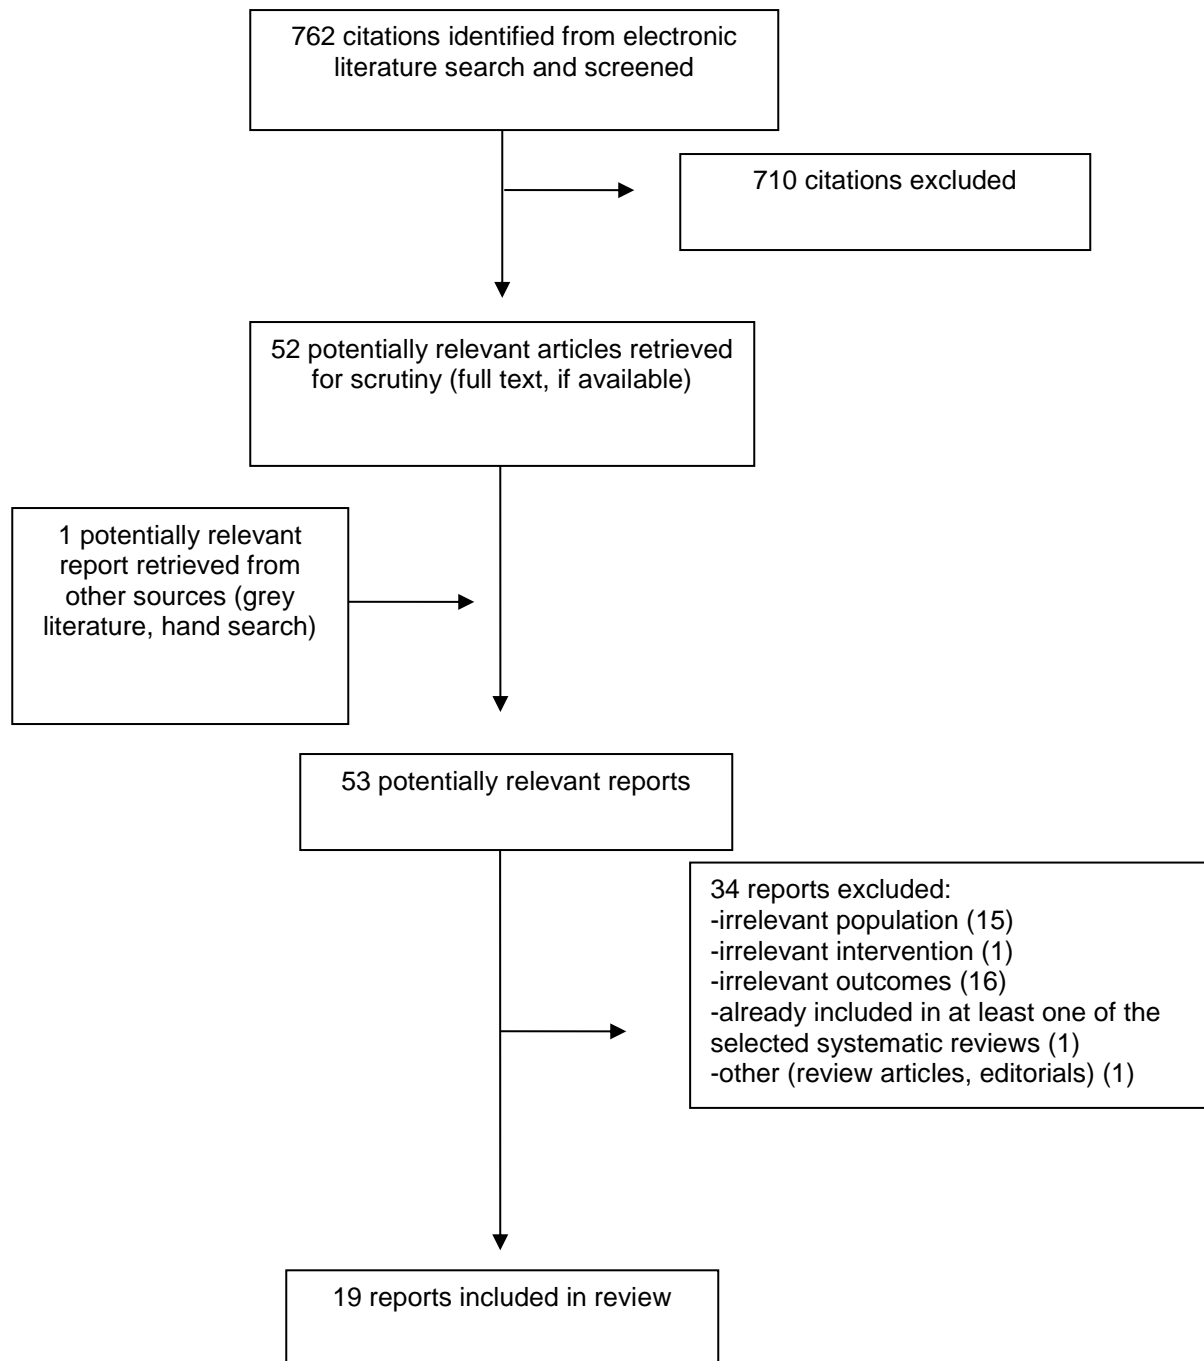 762 citations identified from electronic
literature search and screened
710 citations excluded
52 potentially relevant articles retrieved
for scrutiny (full text, if available)
1 potentially relevant
report retrieved from
other sources (grey
literature, hand search)
53 potentially relevant reports
34 reports excluded:
-irrelevant population (15)
-irrelevant intervention (1)
-irrelevant outcomes (16)
-already included in at least one of the
selected systematic reviews (1)
-other (review articles, editorials) (1)
19 reports included in review